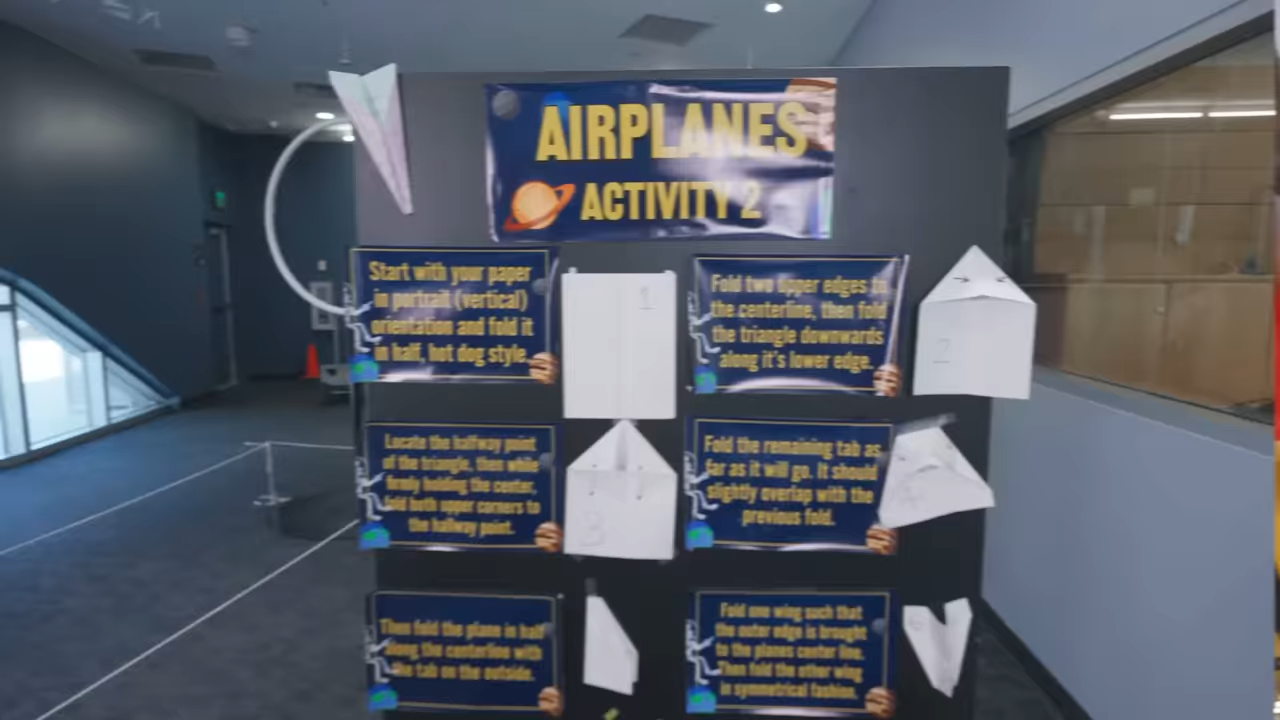 AIRPLANES
ACTIVITY 2
Start with your paper
in portrait (vertical)
orientation and fold it
in half, hot dog style.
1
Fold two upper edges to
the centerline, then fold
the triangle downwards
along it's lower edge.
2
Locate the halfway point
of the triangle, then while
firmly holding the center,
fold both upper corners to
the halfway point.
3
Fold the remaining tab as
far as it will go. It should
slightly overlap with the
previous fold.
Then fold the plane in half
along the centerline with
the tab on the outside.
Fold one wing such that
the outer edge is brought
to the planes center line.
Then fold the other wing
in symmetrical fashion.